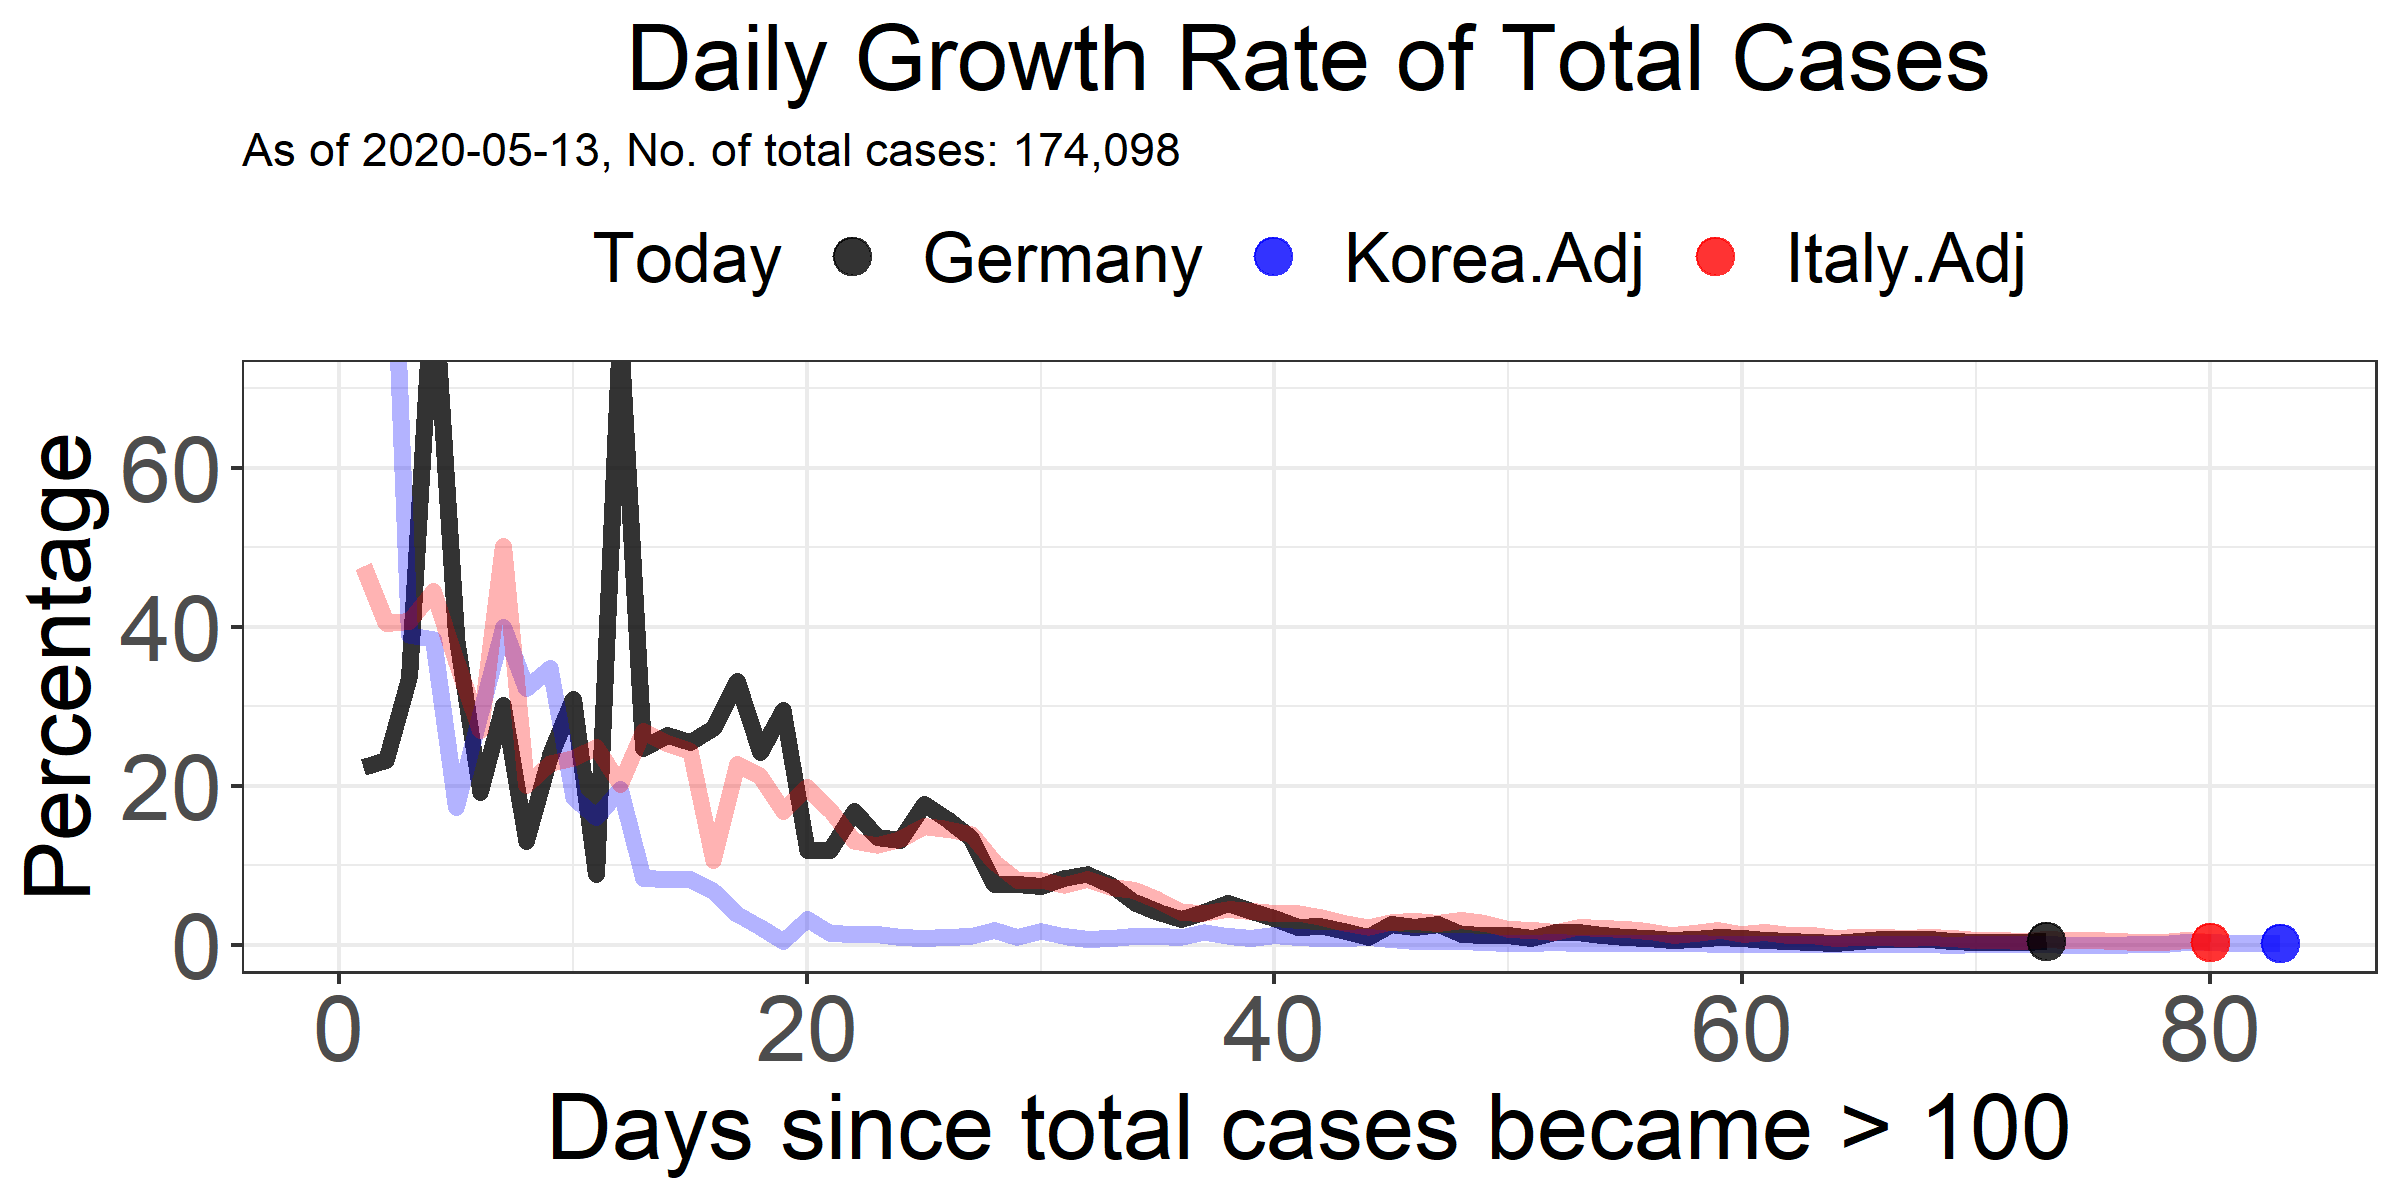 Daily Growth Rate of Total Cases
As of 2020-05-13, No. of total cases: 174,098
Today Germany Korea.Adj Italy.Adj
Percentage
60
40
20
0
0 20 40 60 80
Days since total cases became > 100